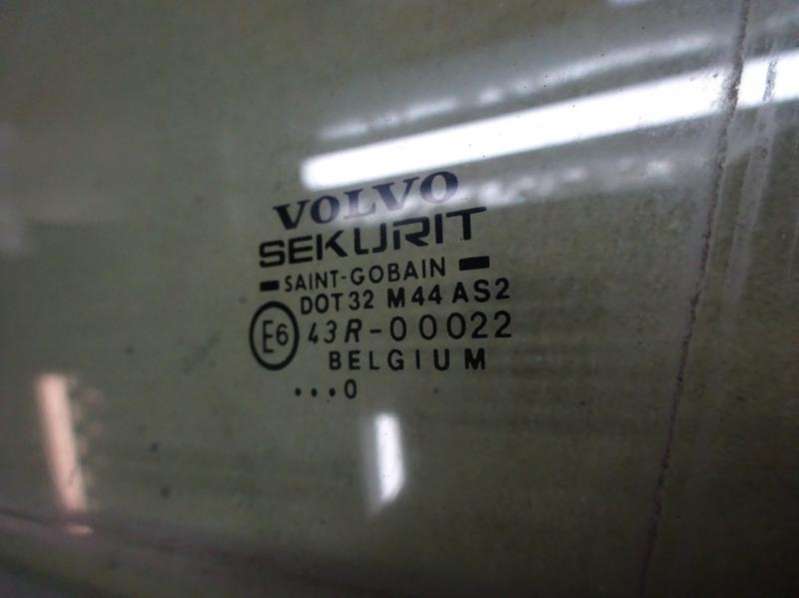 VOLVO
SEKURIT
SAINT-GOBAIN
DOT32 M44 AS2
E6 43R-00022
BELGIUM
...0